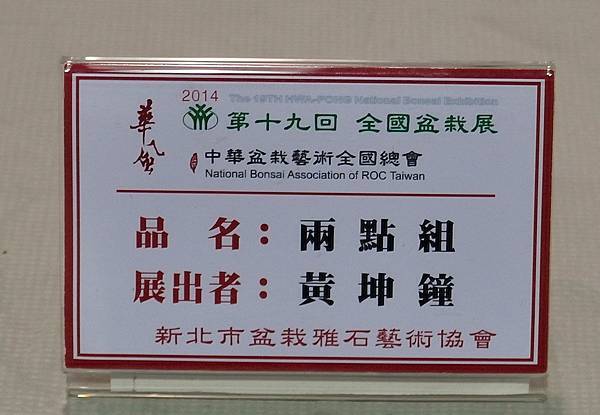 2014 The 19TH HWA-FONG National Bonsai Exhibition
華風
第十九回 全國盆栽展
中華盆栽藝術全國總會
National Bonsai Association of ROC Taiwan
品 名：兩點組
展出者：黃坤鐘
新北市盆栽雅石藝術協會